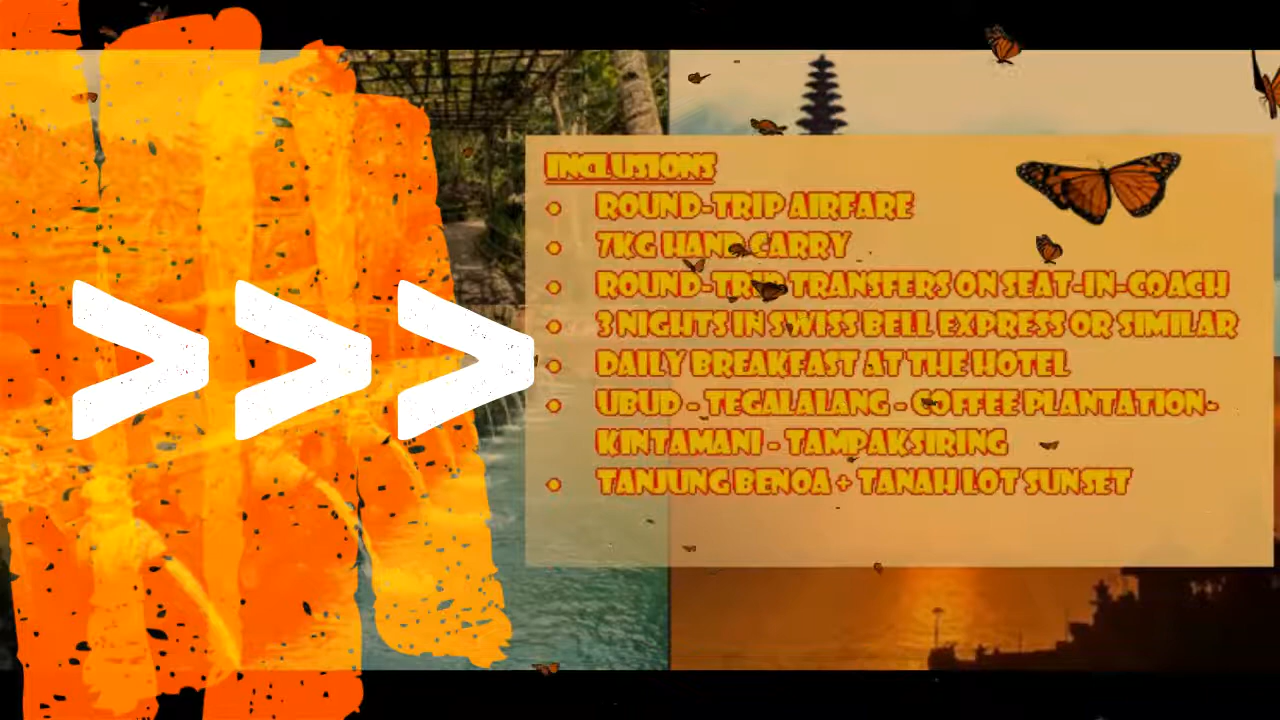 >>>
INCLUSIONS
• ROUND-TRIP AIRFARE
• 7KG HAND CARRY
• ROUND-TRIP TRANSFERS ON SEAT-IN-COACH
• 3 NIGHTS IN SWISS BELL EXPRESS OR SIMILAR
• DAILY BREAKFAST AT THE HOTEL
• UBUD - TEGALALANG - COFFEE PLANTATION-
KINTAMANI - TAMPAKSIRING
• TANJUNG BENOA + TANAH LOT SUNSET